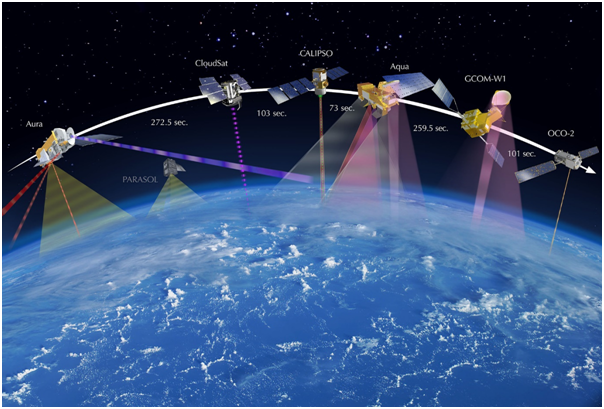 CALIPSO
CloudSat
Aqua
GCOM-W1
Aura
272.5 sec.
103 sec.
73 sec.
259.5 sec.
101 sec.
OCO-2
PARASOL